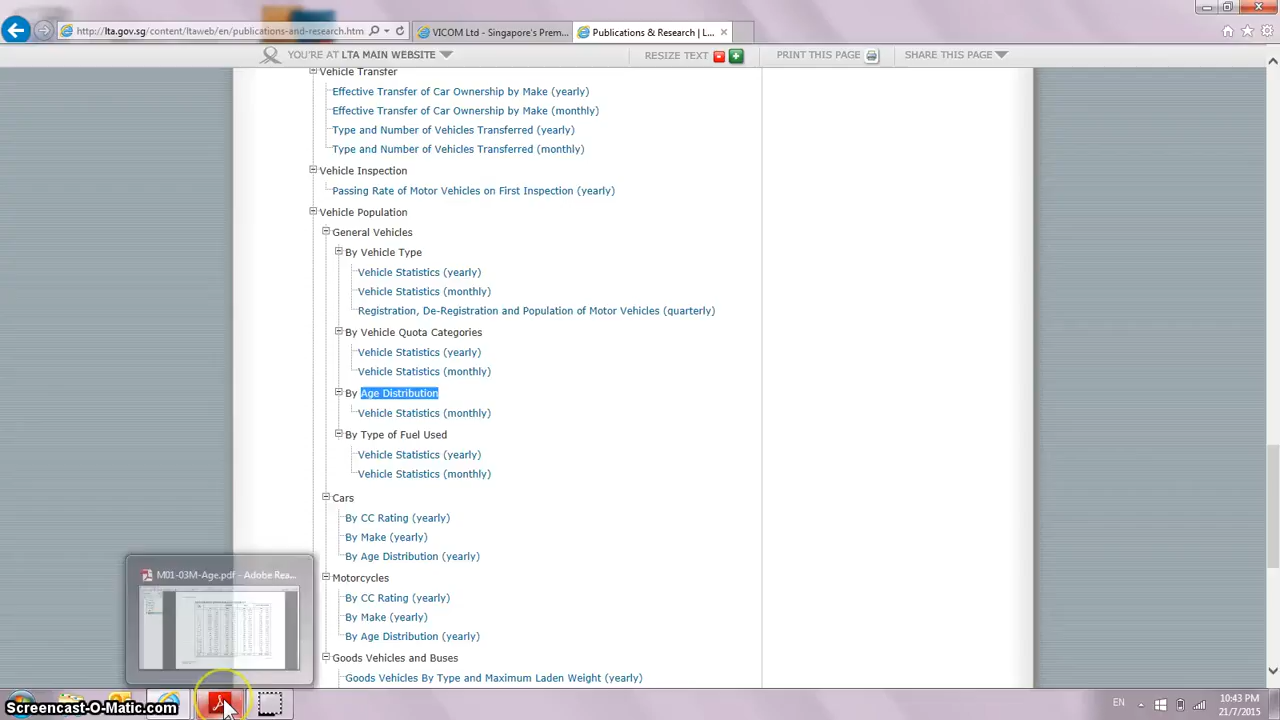 http://lta.gov.sg/content/ltaweb/en/publications-and-research.htm
VICOM Ltd - Singapore's Prem...
Publications & Research | L...
YOU'RE AT LTA MAIN WEBSITE
RESIZE TEXT
PRINT THIS PAGE
SHARE THIS PAGE
Vehicle Transfer
Effective Transfer of Car Ownership by Make (yearly)
Effective Transfer of Car Ownership by Make (monthly)
Type and Number of Vehicles Transferred (yearly)
Type and Number of Vehicles Transferred (monthly)
Vehicle Inspection
Passing Rate of Motor Vehicles on First Inspection (yearly)
Vehicle Population
General Vehicles
By Vehicle Type
Vehicle Statistics (yearly)
Vehicle Statistics (monthly)
Registration, De-Registration and Population of Motor Vehicles (quarterly)
By Vehicle Quota Categories
Vehicle Statistics (yearly)
Vehicle Statistics (monthly)
By Age Distribution
Vehicle Statistics (monthly)
By Type of Fuel Used
Vehicle Statistics (yearly)
Vehicle Statistics (monthly)
Cars
By CC Rating (yearly)
By Make (yearly)
By Age Distribution (yearly)
M01-03M-Age.pdf - Adobe Rea...
Motorcycles
By CC Rating (yearly)
By Make (yearly)
By Age Distribution (yearly)
Goods Vehicles and Buses
Goods Vehicles By Type and Maximum Laden Weight (yearly)
Screencast-O-Matic.com
EN
10:43 PM
21/7/2015